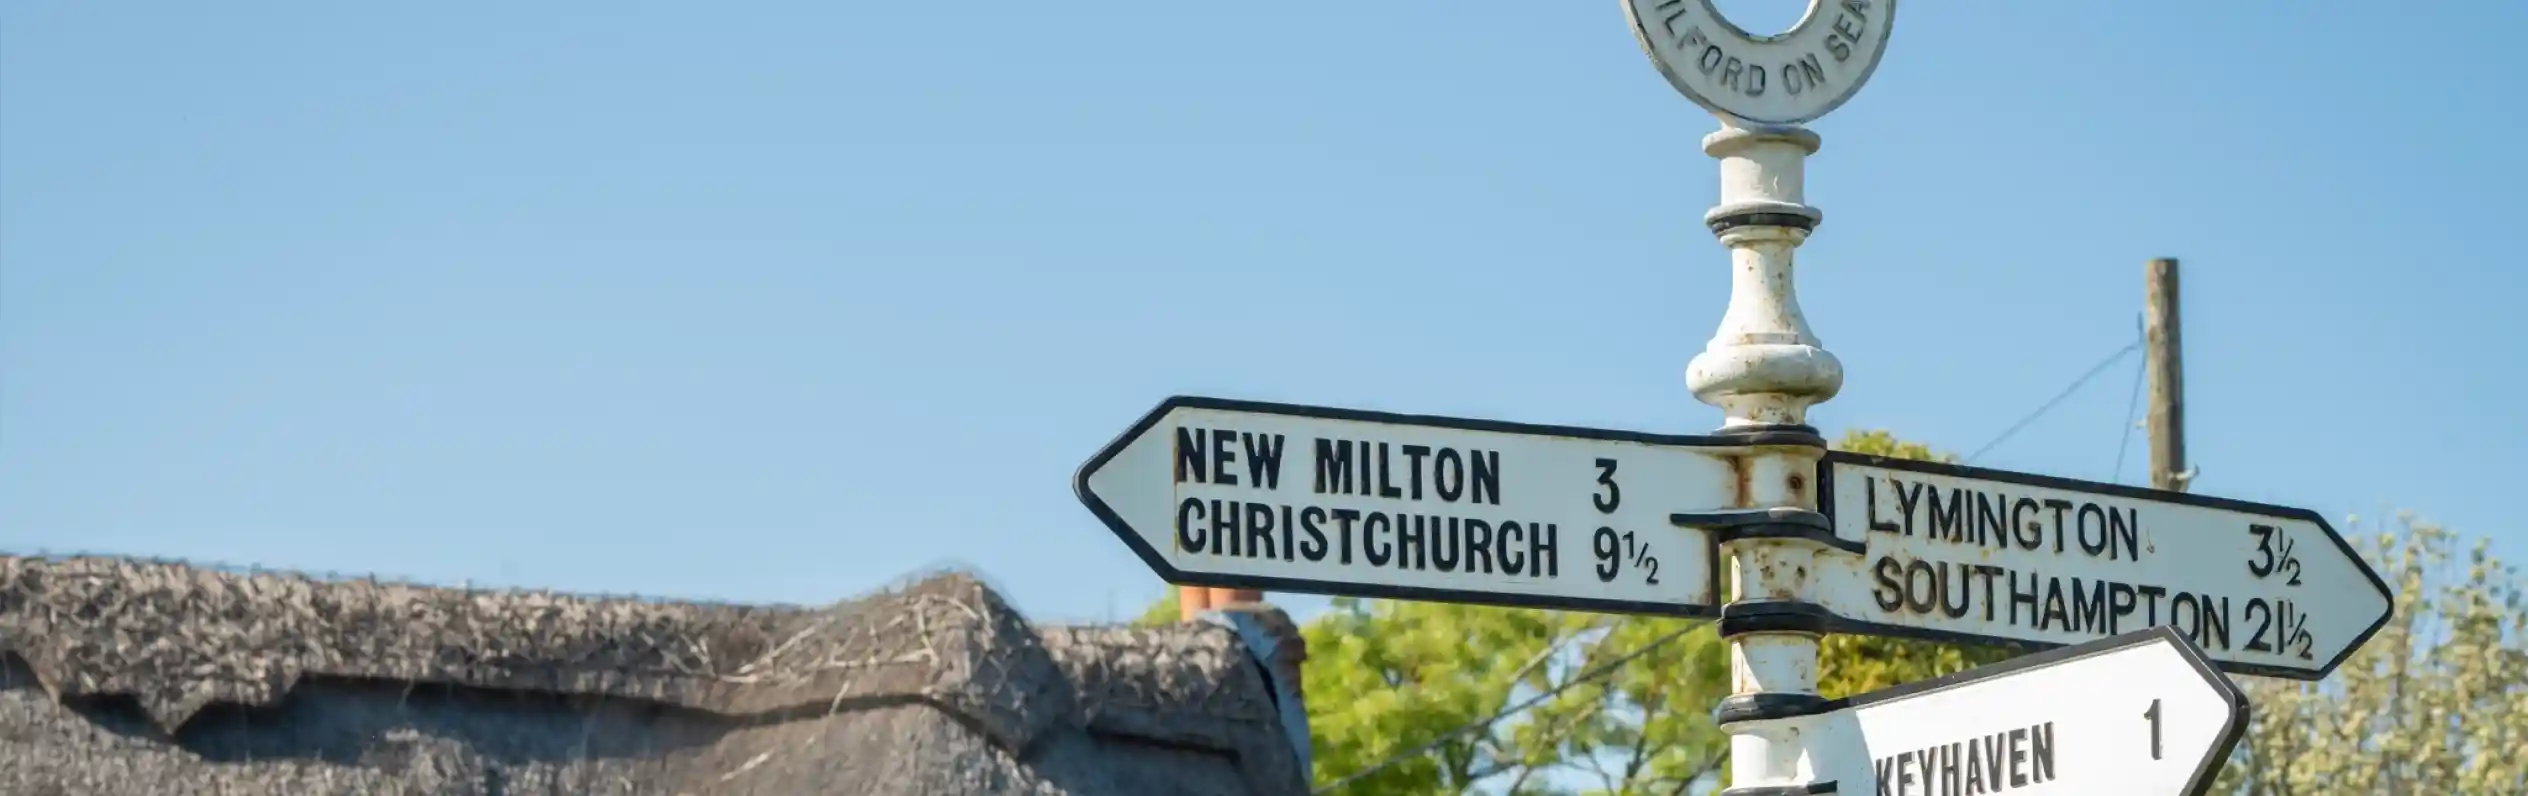 ILFORD ON SEA
NEW MILTON 3
CHRISTCHURCH 9½
LYMINGTON 3½
SOUTHAMPTON 21½
KEYHAVEN 1